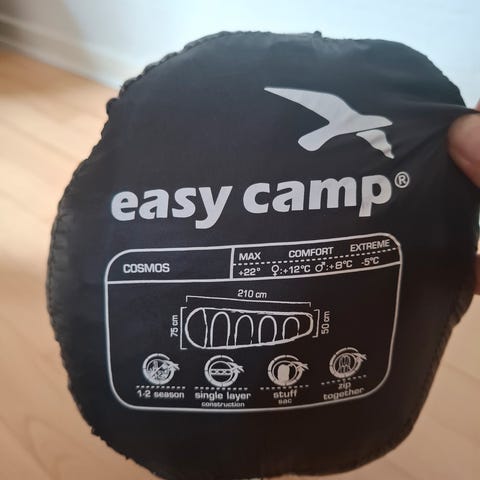 easy camp®
COSMOS
MAX COMFORT EXTREME
+22° ♀:+12°C ♂:+8°C -5°C
210 cm
75 cm
50 cm
1-2 season
single layer
construction
stuff
sac
zip
together